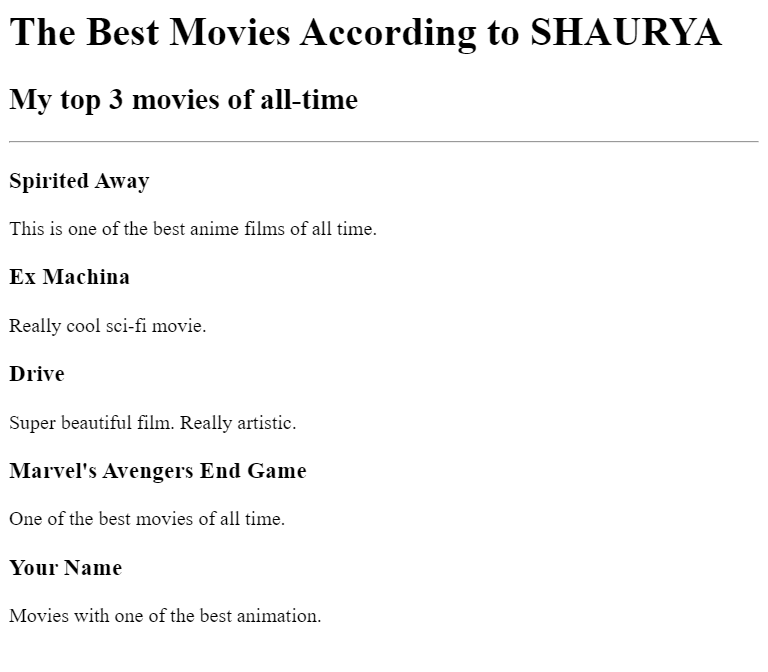 The Best Movies According to SHAURYA
My top 3 movies of all-time
Spirited Away
This is one of the best anime films of all time.
Ex Machina
Really cool sci-fi movie.
Drive
Super beautiful film. Really artistic.
Marvel's Avengers End Game
One of the best movies of all time.
Your Name
Movies with one of the best animation.